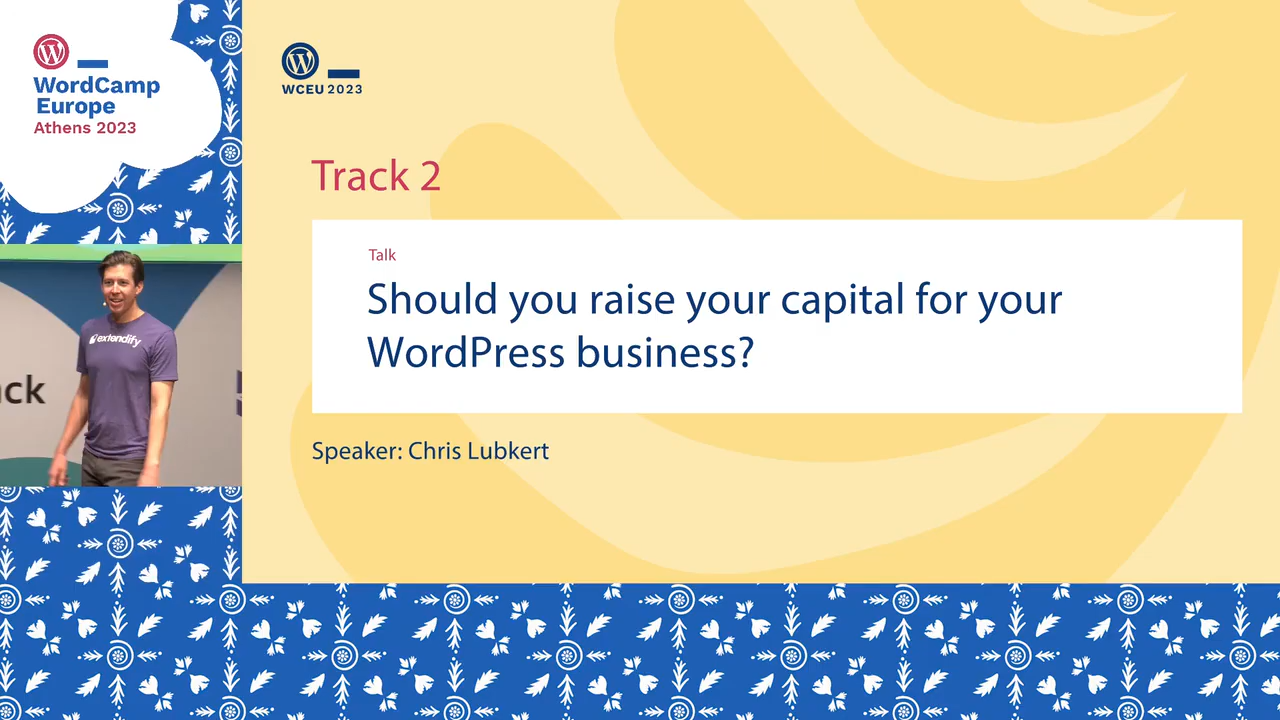 WordCamp
Europe
Athens 2023
WCEU 2023
Track 2
Talk
Should you raise your capital for your
WordPress business?
Speaker: Chris Lubkert
extendify